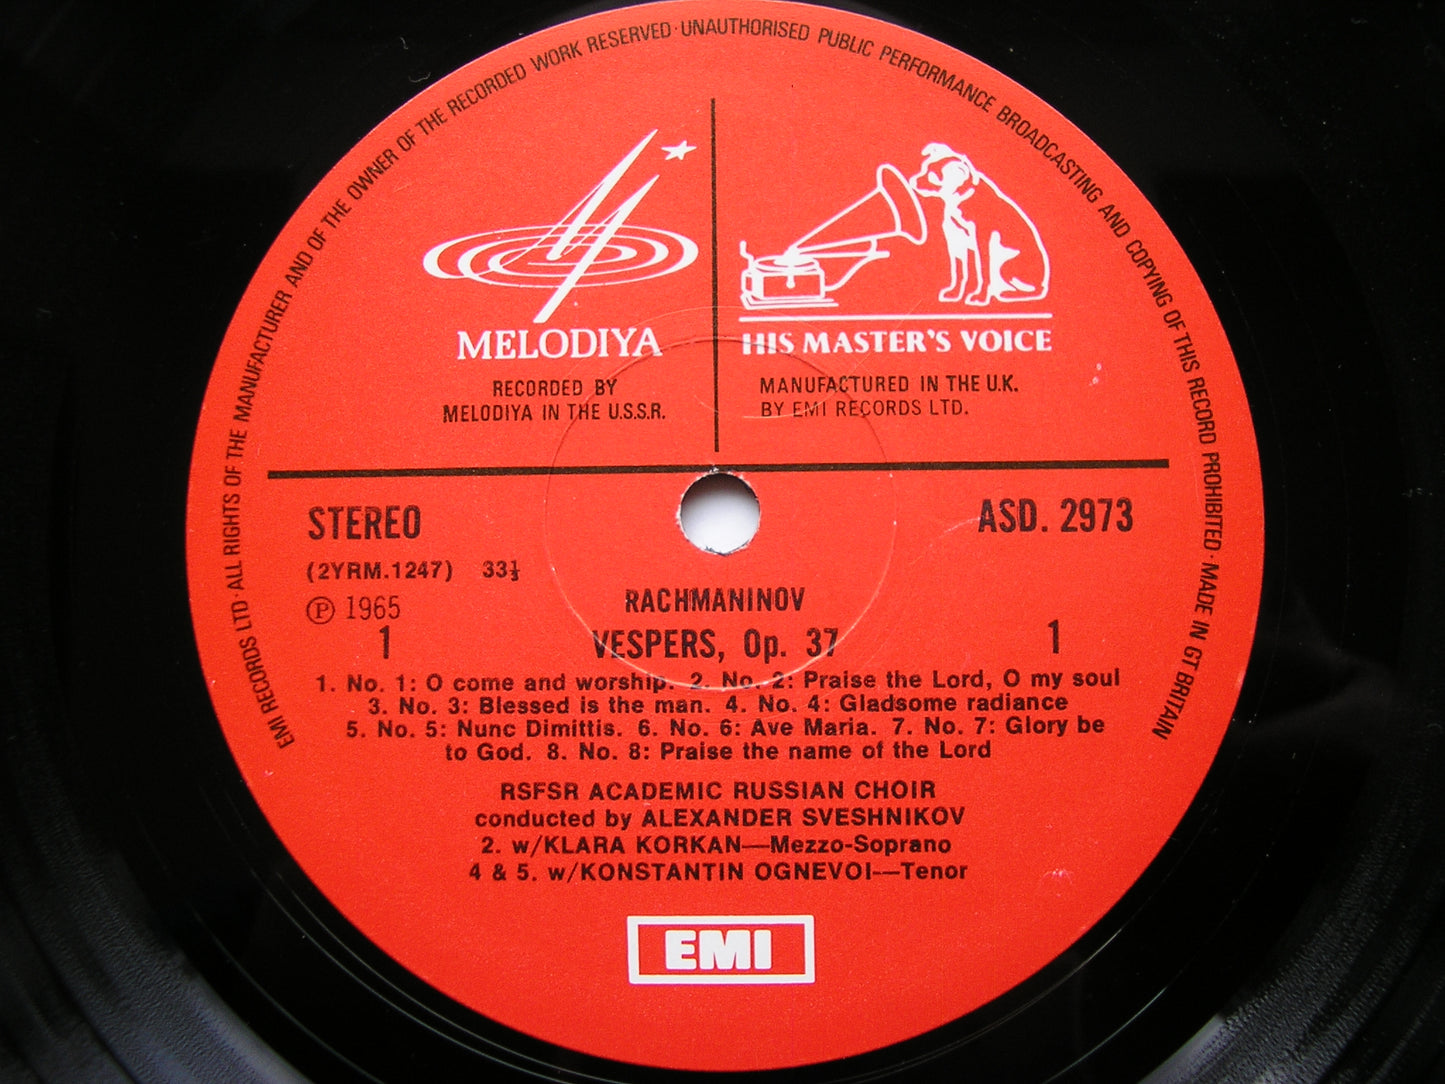 EMI RECORDS LTD · ALL RIGHTS OF THE MANUFACTURER AND OF THE OWNER OF THE RECORDED WORK RESERVED · UNAUTHORISED PUBLIC PERFORMANCE BROADCASTING AND COPYING OF THIS RECORD PROHIBITED · MADE IN GT BRITAIN
MELODIYA
RECORDED BY
MELODIYA IN THE U.S.S.R.
HIS MASTER'S VOICE
MANUFACTURED IN THE U.K.
BY EMI RECORDS LTD.
STEREO
ASD. 2973
(2YRM.1247) 33⅓
℗ 1965
RACHMANINOV
1 VESPERS, Op. 37 1
1. No. 1: O come and worship. 2. No. 2: Praise the Lord, O my soul
3. No. 3: Blessed is the man. 4. No. 4: Gladsome radiance
5. No. 5: Nunc Dimittis. 6. No. 6: Ave Maria. 7. No. 7: Glory be
to God. 8. No. 8: Praise the name of the Lord
RSFSR ACADEMIC RUSSIAN CHOIR
conducted by ALEXANDER SVESHNIKOV
2. w/KLARA KORKAN—Mezzo-Soprano
4 & 5. w/KONSTANTIN OGNEVOI—Tenor
EMI